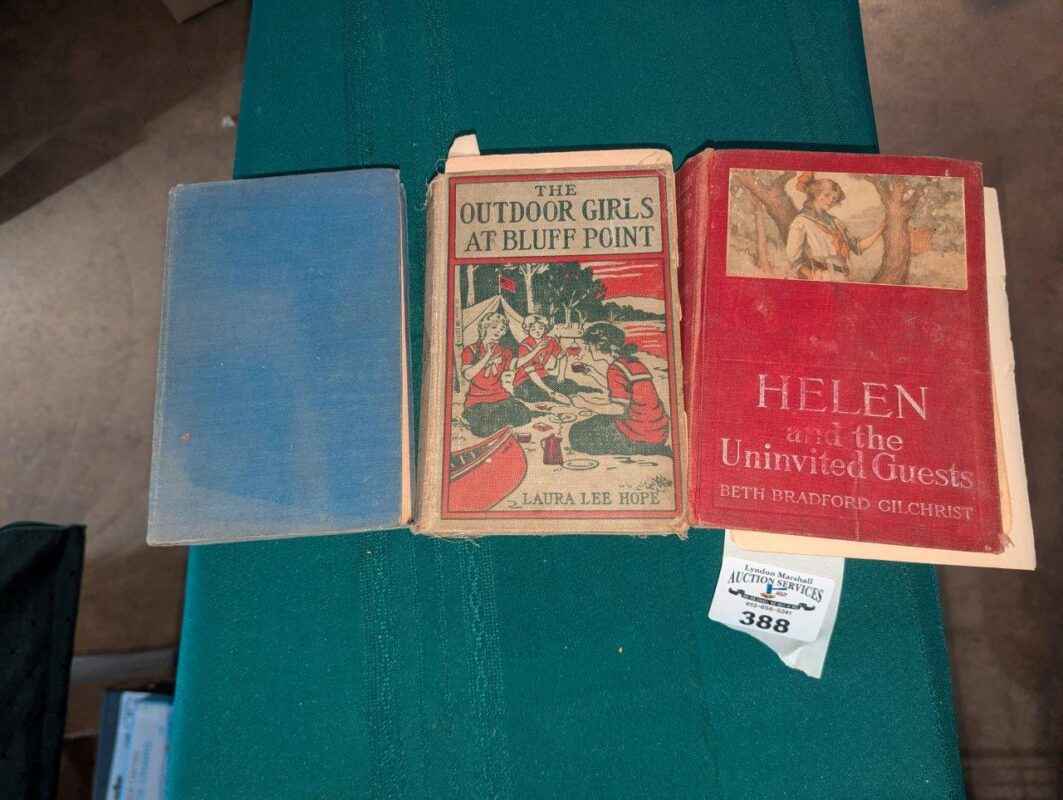 THE
OUTDOOR GIRLS
AT BLUFF POINT
LAURA LEE HOPE
HELEN
and the
Uninvited Guests
BETH BRADFORD GILCHRIST
Lyndon Marshall
AUCTION SERVICES
388